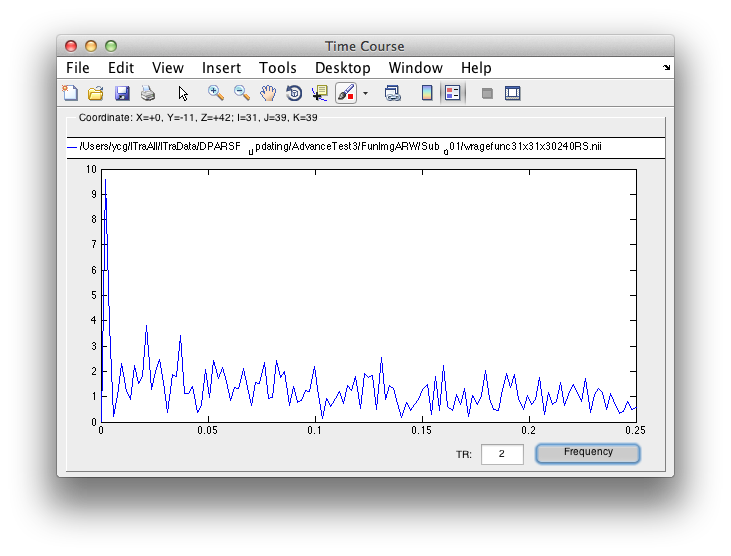 Time Course
File Edit View Insert Tools Desktop Window Help
Coordinate: X=+0, Y=-11, Z=+42; I=31, J=39, K=39
/Users/ycg/ITraAll/ITraData/DPARSF_updating/AdvanceTest3/FunImgARW/Sub_001/wragefunc31x31x30240RS.nii
10
9
8
7
6
5
4
3
2
1
0
0 0.05 0.1 0.15 0.2 0.25
TR: 2 Frequency